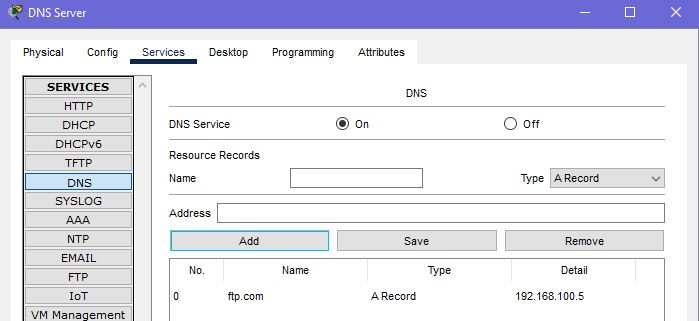 DNS Server
Physical Config Services Desktop Programming Attributes
SERVICES
HTTP
DHCP
DHCPv6
TFTP
DNS
SYSLOG
AAA
NTP
EMAIL
FTP
IoT
VM Management
DNS
DNS Service On Off
Resource Records
Name Type A Record
Address
Add Save Remove
No. Name Type Detail
0 ftp.com A Record 192.168.100.5